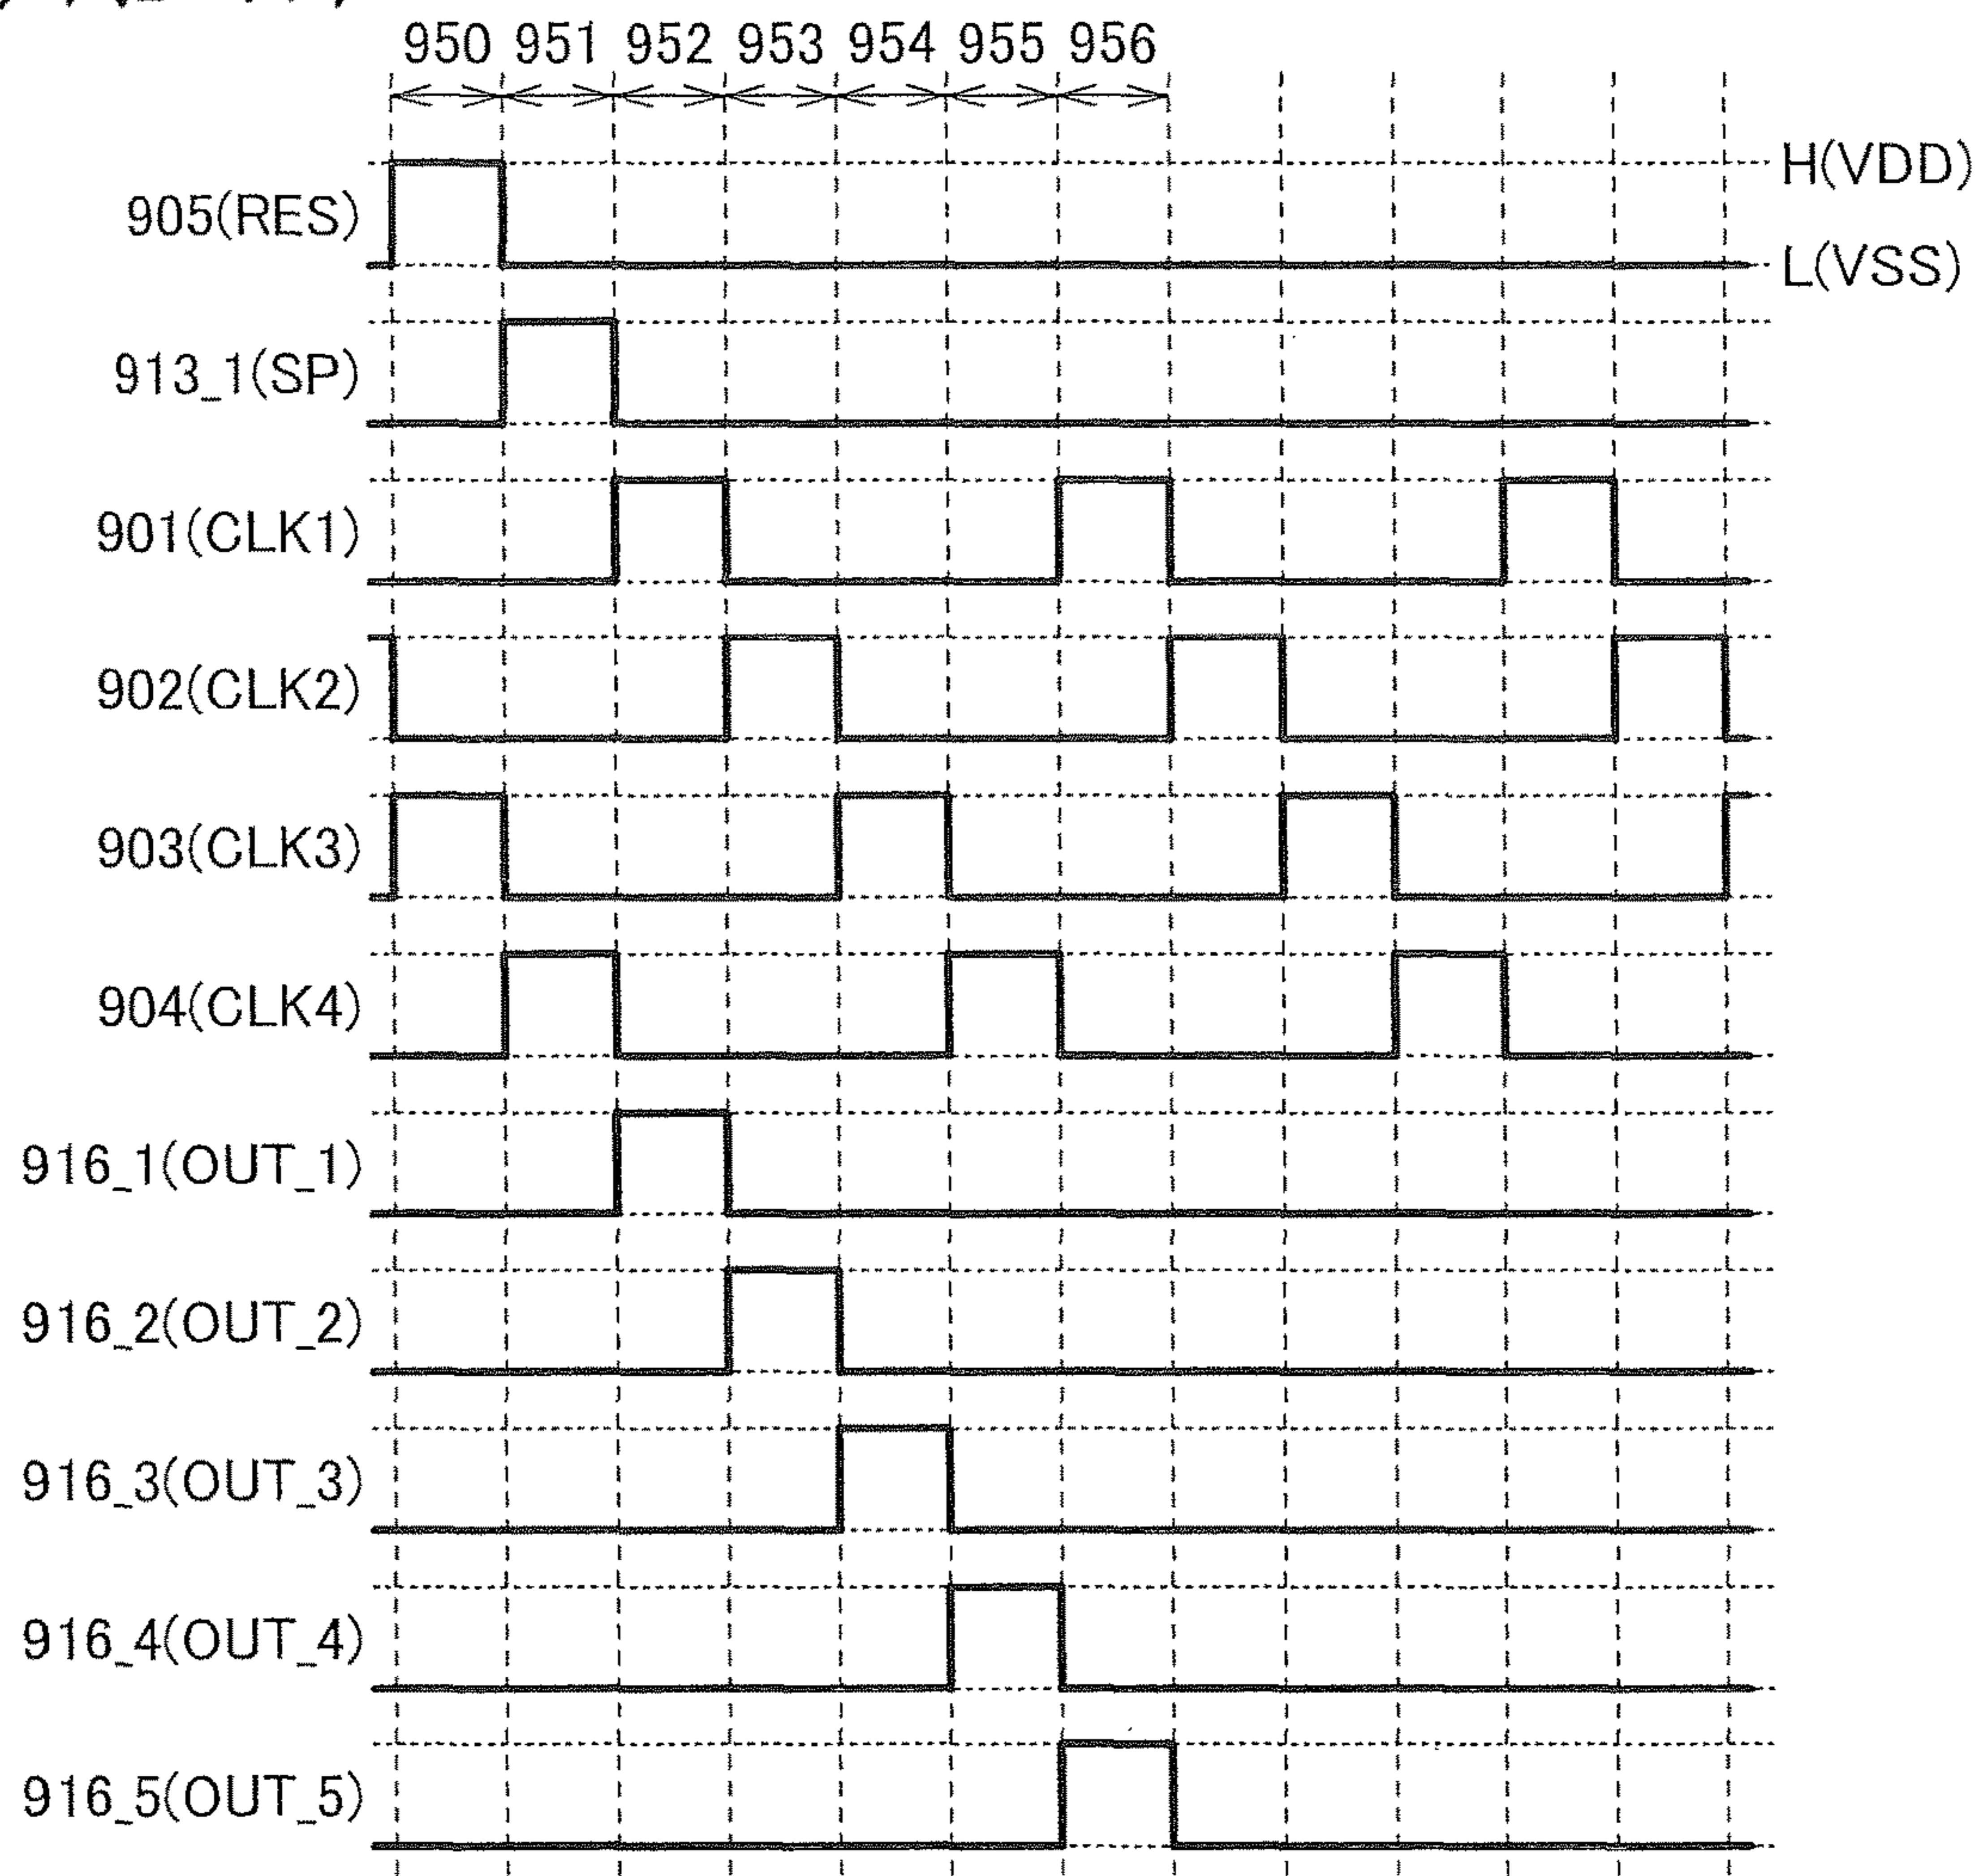 950 951 952 953 954 955 956
H(VDD)
905(RES)
L(VSS)
913_1(SP)
901(CLK1)
902(CLK2)
903(CLK3)
904(CLK4)
916_1(OUT_1)
916_2(OUT_2)
916_3(OUT_3)
916_4(OUT_4)
916_5(OUT_5)